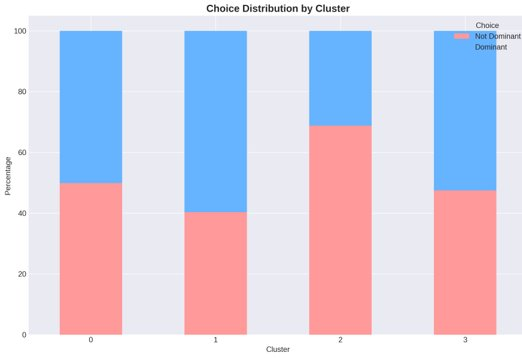 Choice Distribution by Cluster
Choice
Not Dominant
Dominant
100
80
60
40
20
0
Percentage
0 1 2 3
Cluster